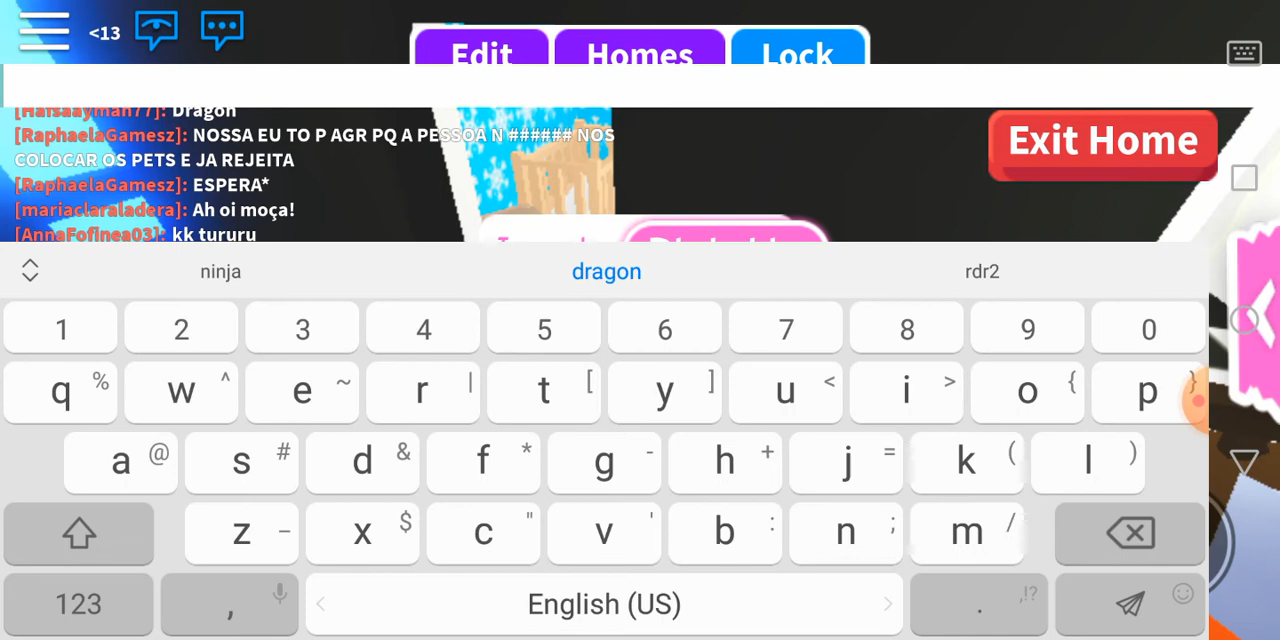 <13
Edit Homes Lock
[Hafsaayman77]: Dragon
[RaphaelaGamesz]: NOSSA EU TO P AGR PQ A PESSOA N ###### NOS
COLOCAR OS PETS E JA REJEITA
[RaphaelaGamesz]: ESPERA*
[mariaclaraladera]: Ah oi moça!
[AnnaFofinea03]: kk tururu
Exit Home
ninja dragon rdr2
1 2 3 4 5 6 7 8 9 0
q % w ^ e ~ r | t [ y ] u < i > o { p }
a @ s # d & f * g - h + j = k ( l )
z _ x $ c " v ' b : n ; m /
123 , English (US) . ,!?